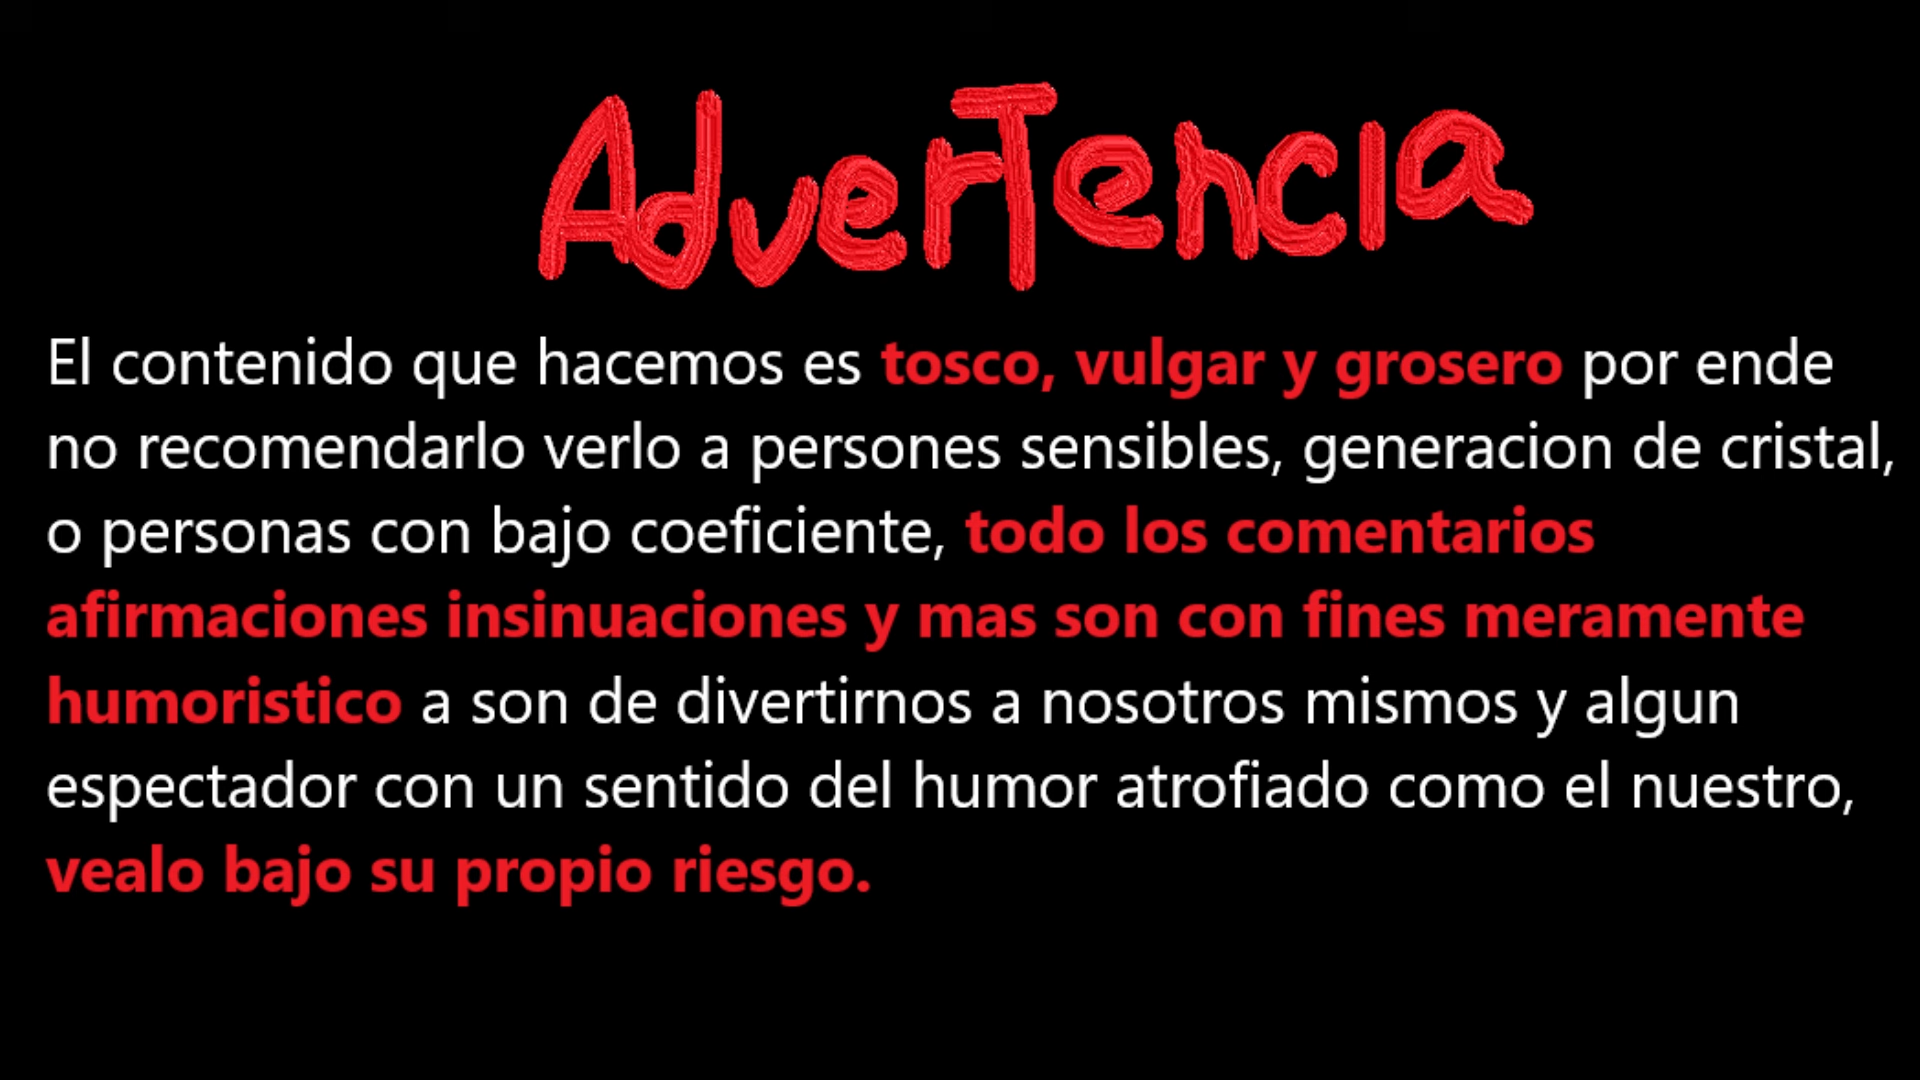 AdverTencia
El contenido que hacemos es tosco, vulgar y grosero por ende
no recomendarlo verlo a persones sensibles, generacion de cristal,
o personas con bajo coeficiente, todo los comentarios
afirmaciones insinuaciones y mas son con fines meramente
humoristico a son de divertirnos a nosotros mismos y algun
espectador con un sentido del humor atrofiado como el nuestro,
vealo bajo su propio riesgo.